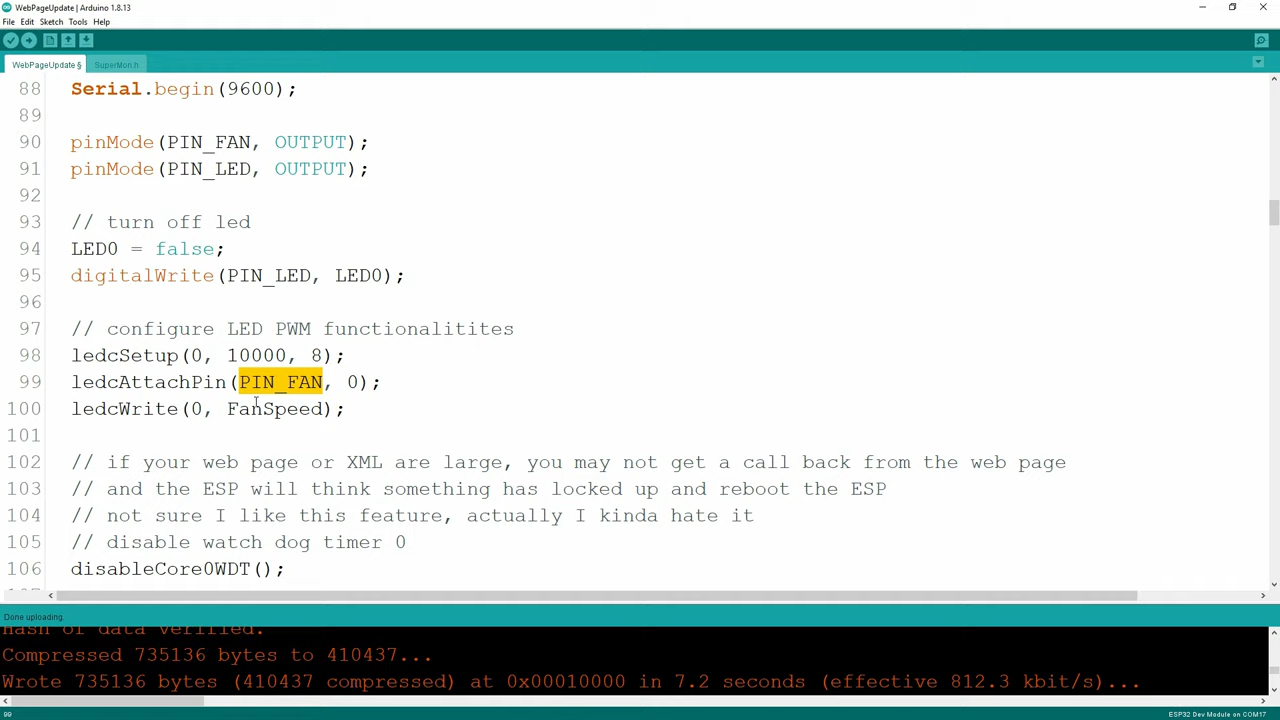 WebPageUpdate | Arduino 1.8.13
File Edit Sketch Tools Help
WebPageUpdate § SuperMon.h
88 Serial.begin(9600);
89
90 pinMode(PIN_FAN, OUTPUT);
91 pinMode(PIN_LED, OUTPUT);
92
93 // turn off led
94 LED0 = false;
95 digitalWrite(PIN_LED, LED0);
96
97 // configure LED PWM functionalitites
98 ledcSetup(0, 10000, 8);
99 ledcAttachPin(PIN_FAN, 0);
100 ledcWrite(0, FanSpeed);
101
102 // if your web page or XML are large, you may not get a call back from the web page
103 // and the ESP will think something has locked up and reboot the ESP
104 // not sure I like this feature, actually I kinda hate it
105 // disable watch dog timer 0
106 disableCore0WDT();
Done uploading.
Hash of data verified.
Compressed 735136 bytes to 410437...
Wrote 735136 bytes (410437 compressed) at 0x00010000 in 7.2 seconds (effective 812.3 kbit/s)...
99 ESP32 Dev Module on COM17